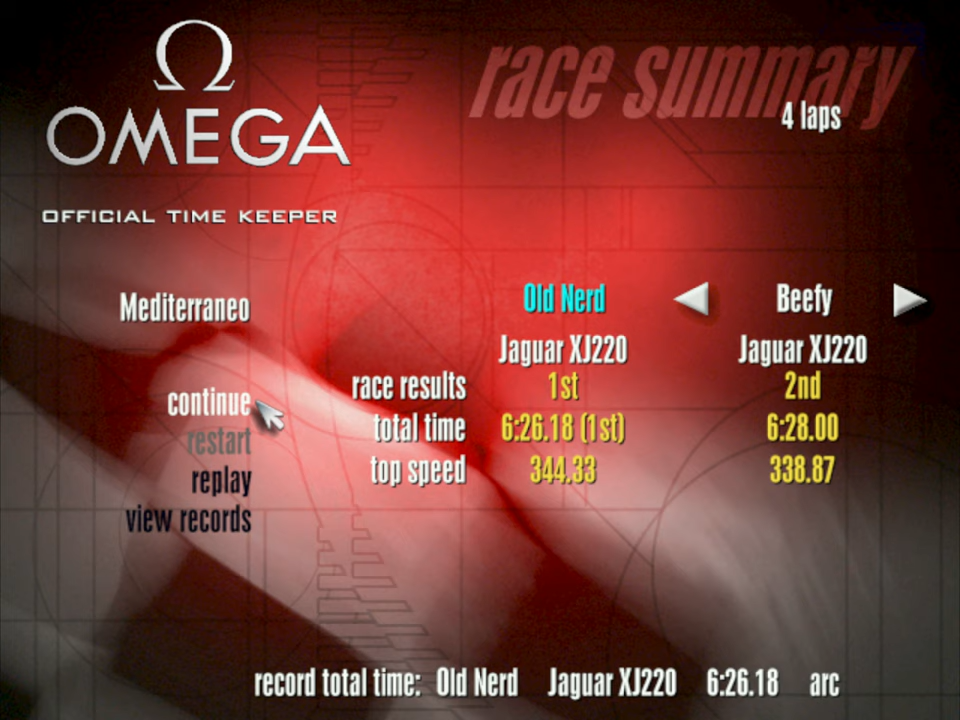 Ω
OMEGA
OFFICIAL TIME KEEPER
race summary
4 laps
Mediterraneo
Old Nerd Beefy
Jaguar XJ220 Jaguar XJ220
race results 1st 2nd
total time 6:26.18 (1st) 6:28.00
top speed 344.33 338.87
continue
restart
replay
view records
record total time: Old Nerd Jaguar XJ220 6:26.18 arc